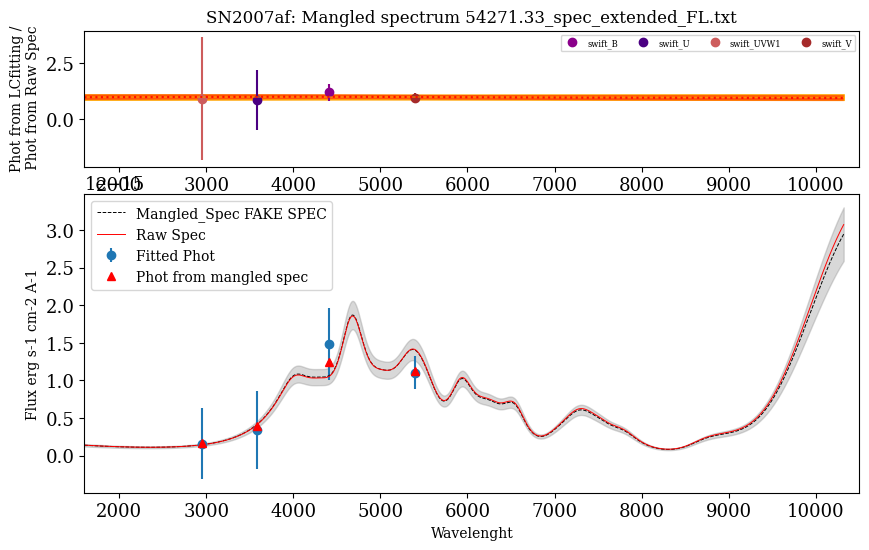 SN2007af: Mangled spectrum 54271.33_spec_extended_FL.txt
Phot from LCfitting /
Phot from Raw Spec
2.5
0.0
swift_B
swift_U
swift_UVW1
swift_V
2000
3000
4000
5000
6000
7000
8000
9000
10000
1e−15
Flux erg s-1 cm-2 A-1
3.0
2.5
2.0
1.5
1.0
0.5
0.0
Mangled_Spec FAKE SPEC
Raw Spec
Fitted Phot
Phot from mangled spec
2000
3000
4000
5000
6000
7000
8000
9000
10000
Wavelenght